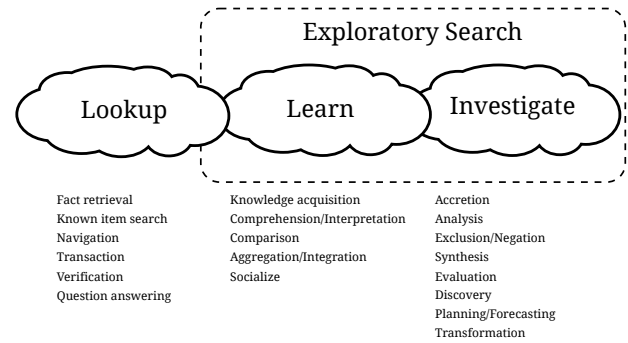 Exploratory Search
Lookup
Learn
Investigate
Fact retrieval
Known item search
Navigation
Transaction
Verification
Question answering
Knowledge acquisition
Comprehension/Interpretation
Comparison
Aggregation/Integration
Socialize
Accretion
Analysis
Exclusion/Negation
Synthesis
Evaluation
Discovery
Planning/Forecasting
Transformation